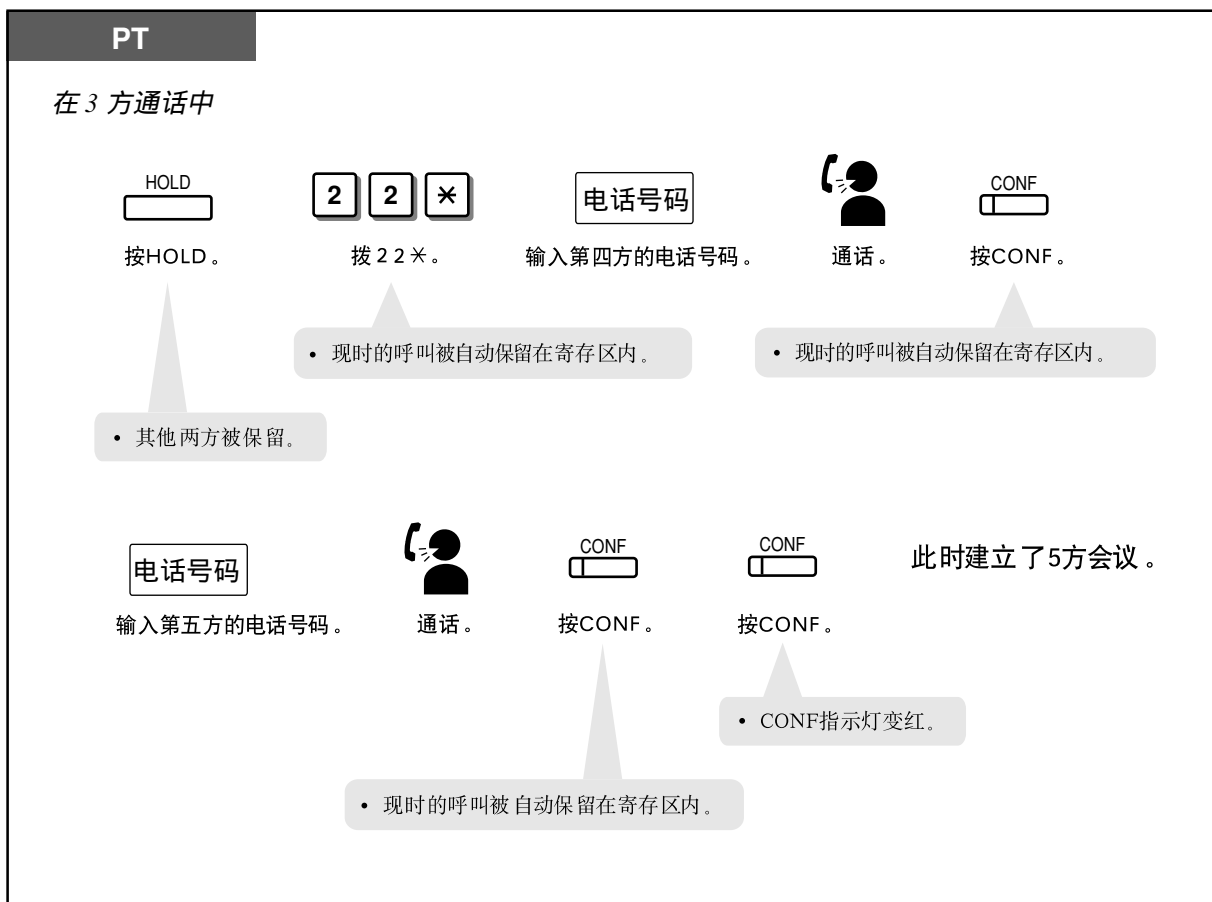 PT
在 3 方通话中
HOLD
2 2 ✳
电话号码
CONF
按HOLD。
拨２２✳。
输入第四方的电话号码。
通话。
按CONF。
• 现时的呼叫被自动保留在寄存区内。
• 现时的呼叫被自动保留在寄存区内。
• 其他两方被保留。
电话号码
CONF
CONF
此时建立了5方会议。
输入第五方的电话号码。
通话。
按CONF。
按CONF。
• CONF指示灯变红。
• 现时的呼叫被自动保留在寄存区内。